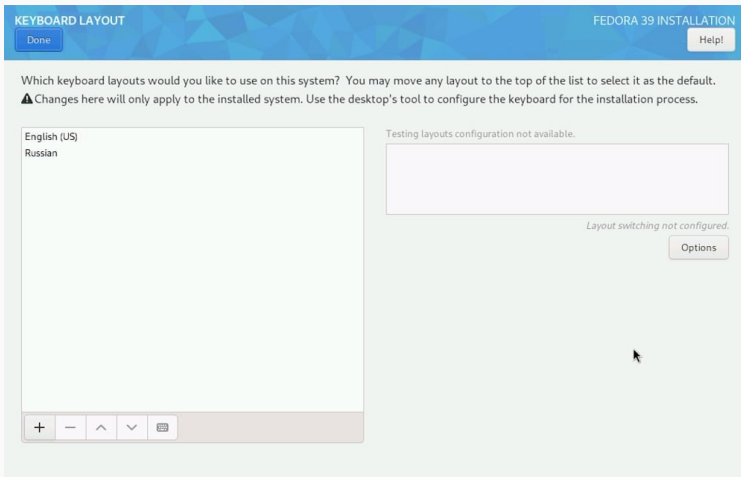 KEYBOARD LAYOUT
FEDORA 39 INSTALLATION
Done
Help!
Which keyboard layouts would you like to use on this system? You may move any layout to the top of the list to select it as the default.
Changes here will only apply to the installed system. Use the desktop's tool to configure the keyboard for the installation process.
English (US)
Russian
Testing layouts configuration not available.
Layout switching not configured.
Options